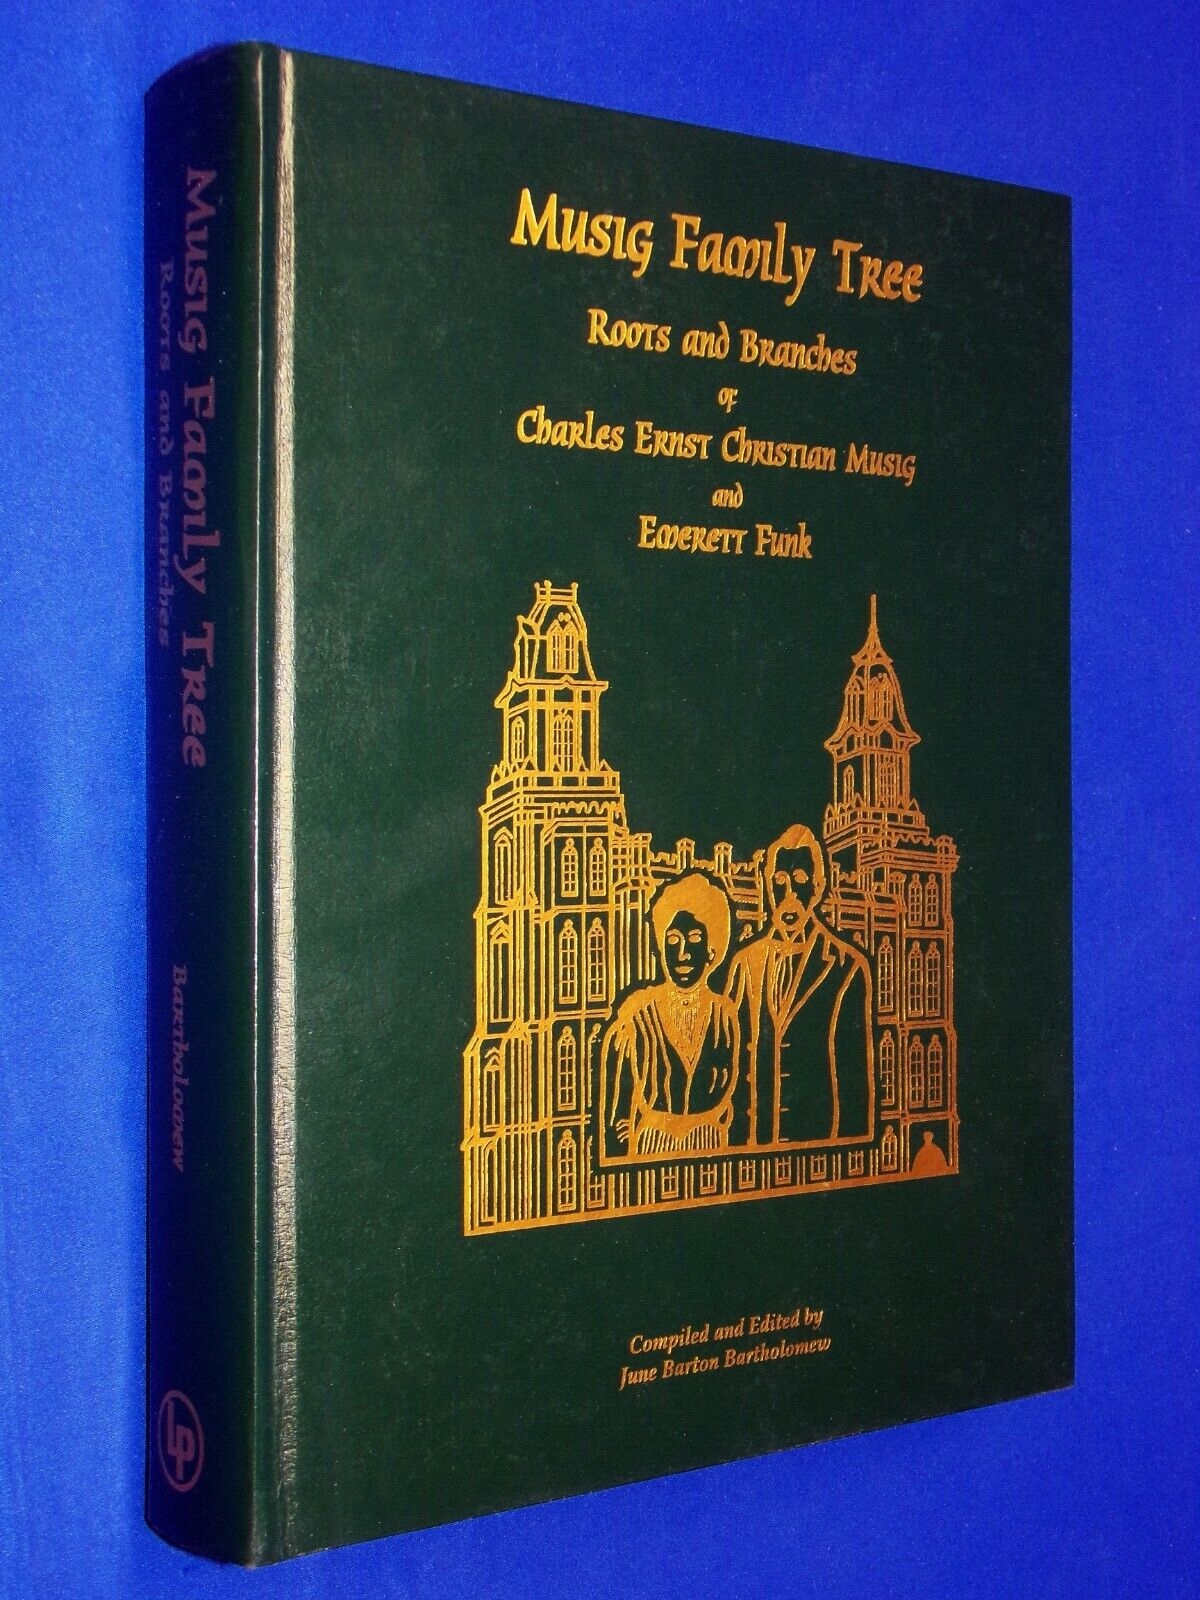 Musig Family Tree
Roots and Branches
of
Charles Ernst Christian Musig
and
Emerett Funk
Compiled and Edited by
June Barton Bartholomew
Musig Family Tree
Roots and Branches
Bartholomew
LP